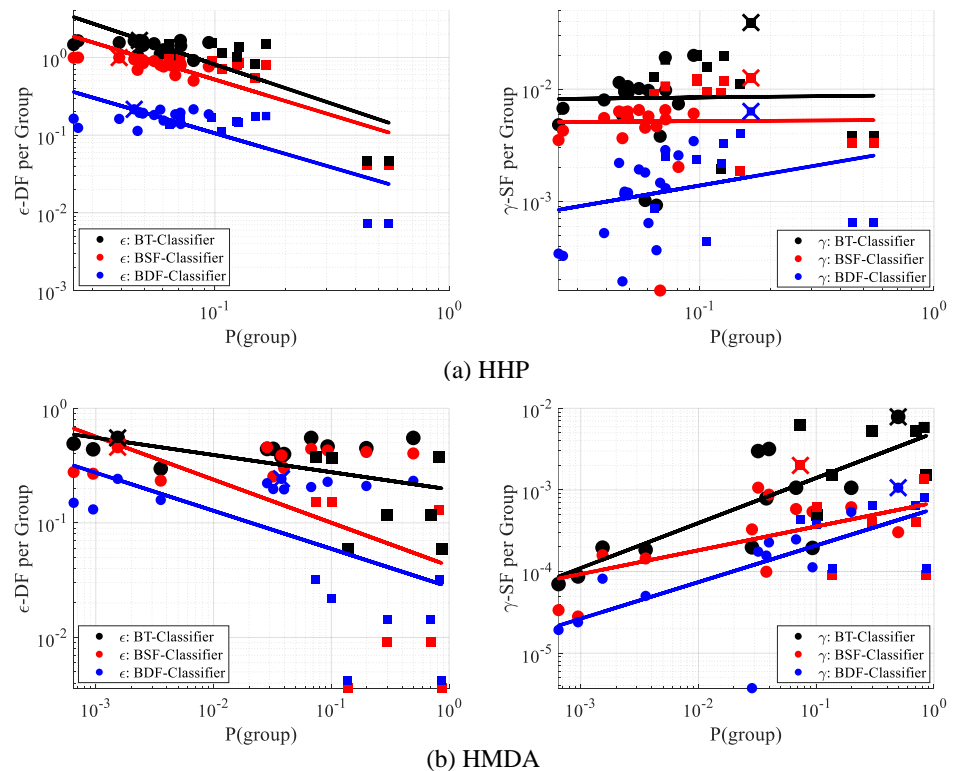 10^0
10^-1
10^-2
10^-3
ϵ-DF per Group
ϵ: BT-Classifier
ϵ: BSF-Classifier
ϵ: BDF-Classifier
10^-1
10^0
P(group)
10^-2
10^-3
γ-SF per Group
γ: BT-Classifier
γ: BSF-Classifier
γ: BDF-Classifier
10^-1
10^0
P(group)
(a) HHP
10^0
10^-1
10^-2
ϵ-DF per Group
ϵ: BT-Classifier
ϵ: BSF-Classifier
ϵ: BDF-Classifier
10^-3
10^-2
10^-1
10^0
P(group)
10^-2
10^-3
10^-4
10^-5
γ-SF per Group
γ: BT-Classifier
γ: BSF-Classifier
γ: BDF-Classifier
10^-3
10^-2
10^-1
10^0
P(group)
(b) HMDA